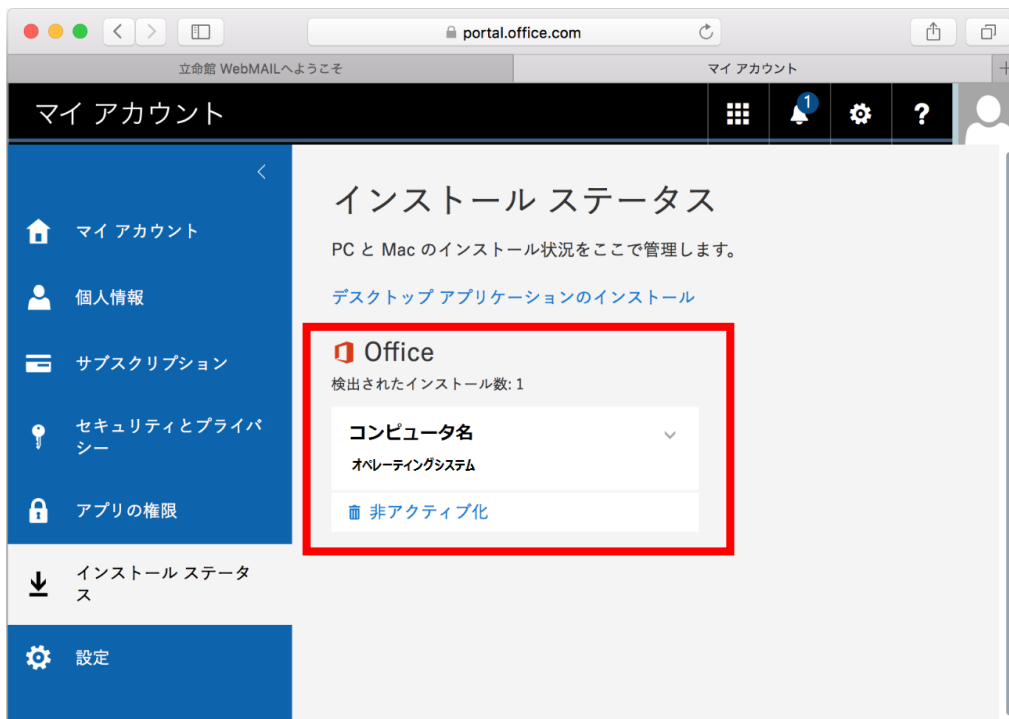 portal.office.com
立命館 WebMAILへようこそ
マイ アカウント
マイ アカウント
1
?
マイ アカウント
個人情報
サブスクリプション
セキュリティとプライバ
シー
アプリの権限
インストール ステータ
ス
設定
インストール ステータス
PC と Mac のインストール状況をここで管理します。
デスクトップ アプリケーションのインストール
Office
検出されたインストール数: 1
コンピュータ名
オペレーティングシステム
非アクティブ化